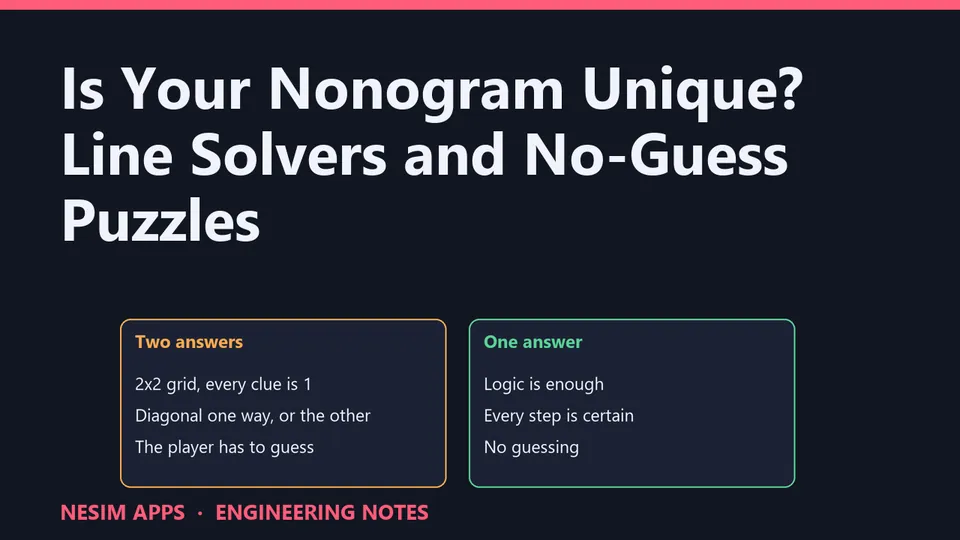 Is Your Nonogram Unique?
Line Solvers and No-Guess
Puzzles
Two answers
2x2 grid, every clue is 1
Diagonal one way, or the other
The player has to guess
One answer
Logic is enough
Every step is certain
No guessing
NESIM APPS · ENGINEERING NOTES